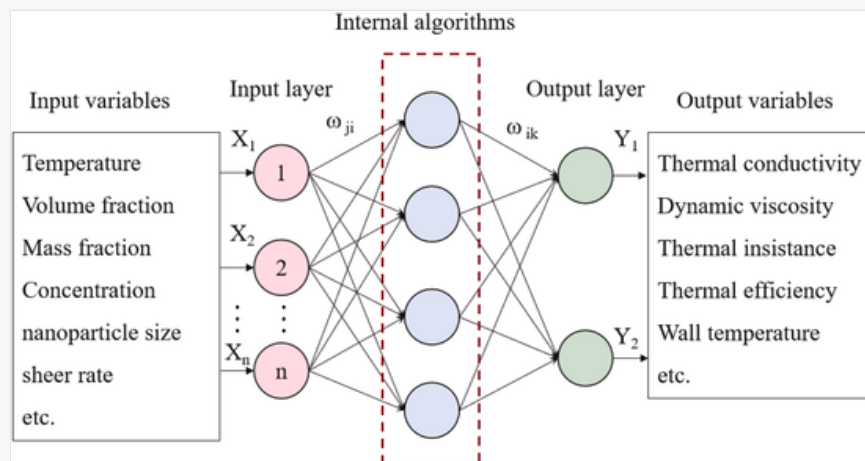 Internal algorithms
Input variables
Input layer
Output layer
Output variables
Temperature
Volume fraction
Mass fraction
Concentration
nanoparticle size
sheer rate
etc.
X1
X2
Xn
1
2
n
ω ji
ω ik
Y1
Y2
Thermal conductivity
Dynamic viscosity
Thermal insistance
Thermal efficiency
Wall temperature
etc.